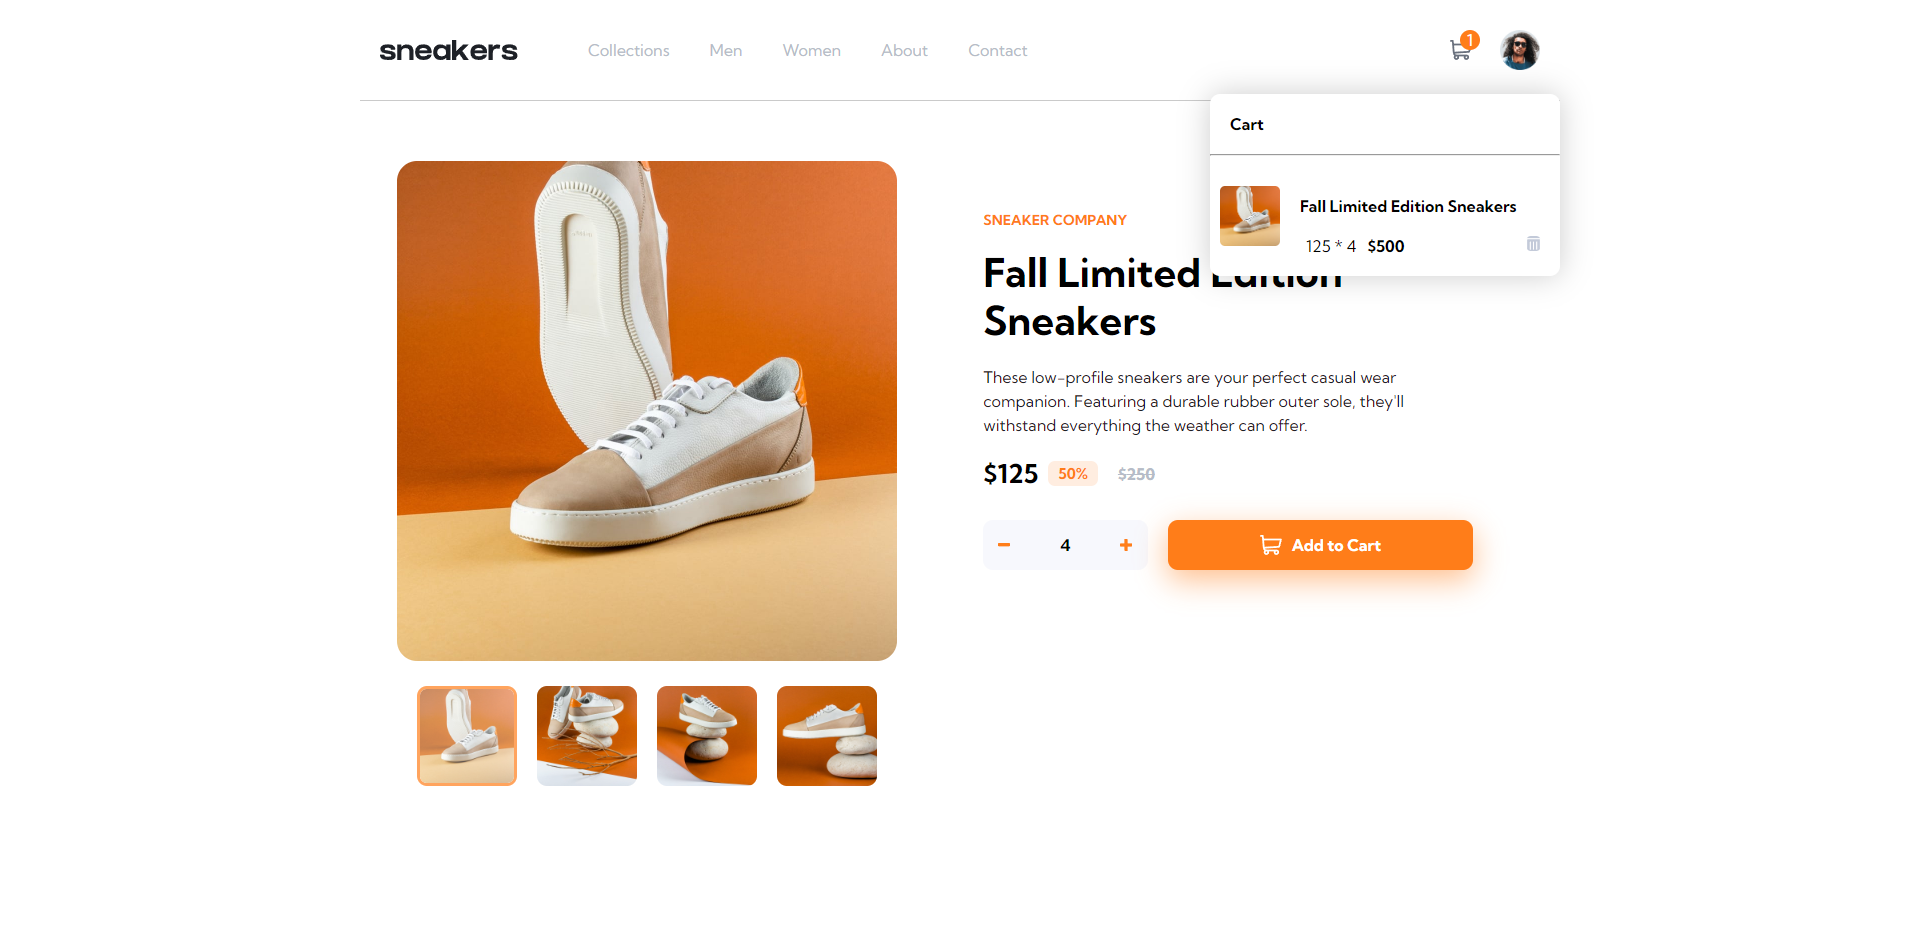 sneakers
Collections
Men
Women
About
Contact
1
Cart
Fall Limited Edition Sneakers
125 * 4 $500
SNEAKER COMPANY
Fall Limited Edition
Sneakers
These low-profile sneakers are your perfect casual wear
companion. Featuring a durable rubber outer sole, they'll
withstand everything the weather can offer.
$125 50% $250
4
Add to Cart